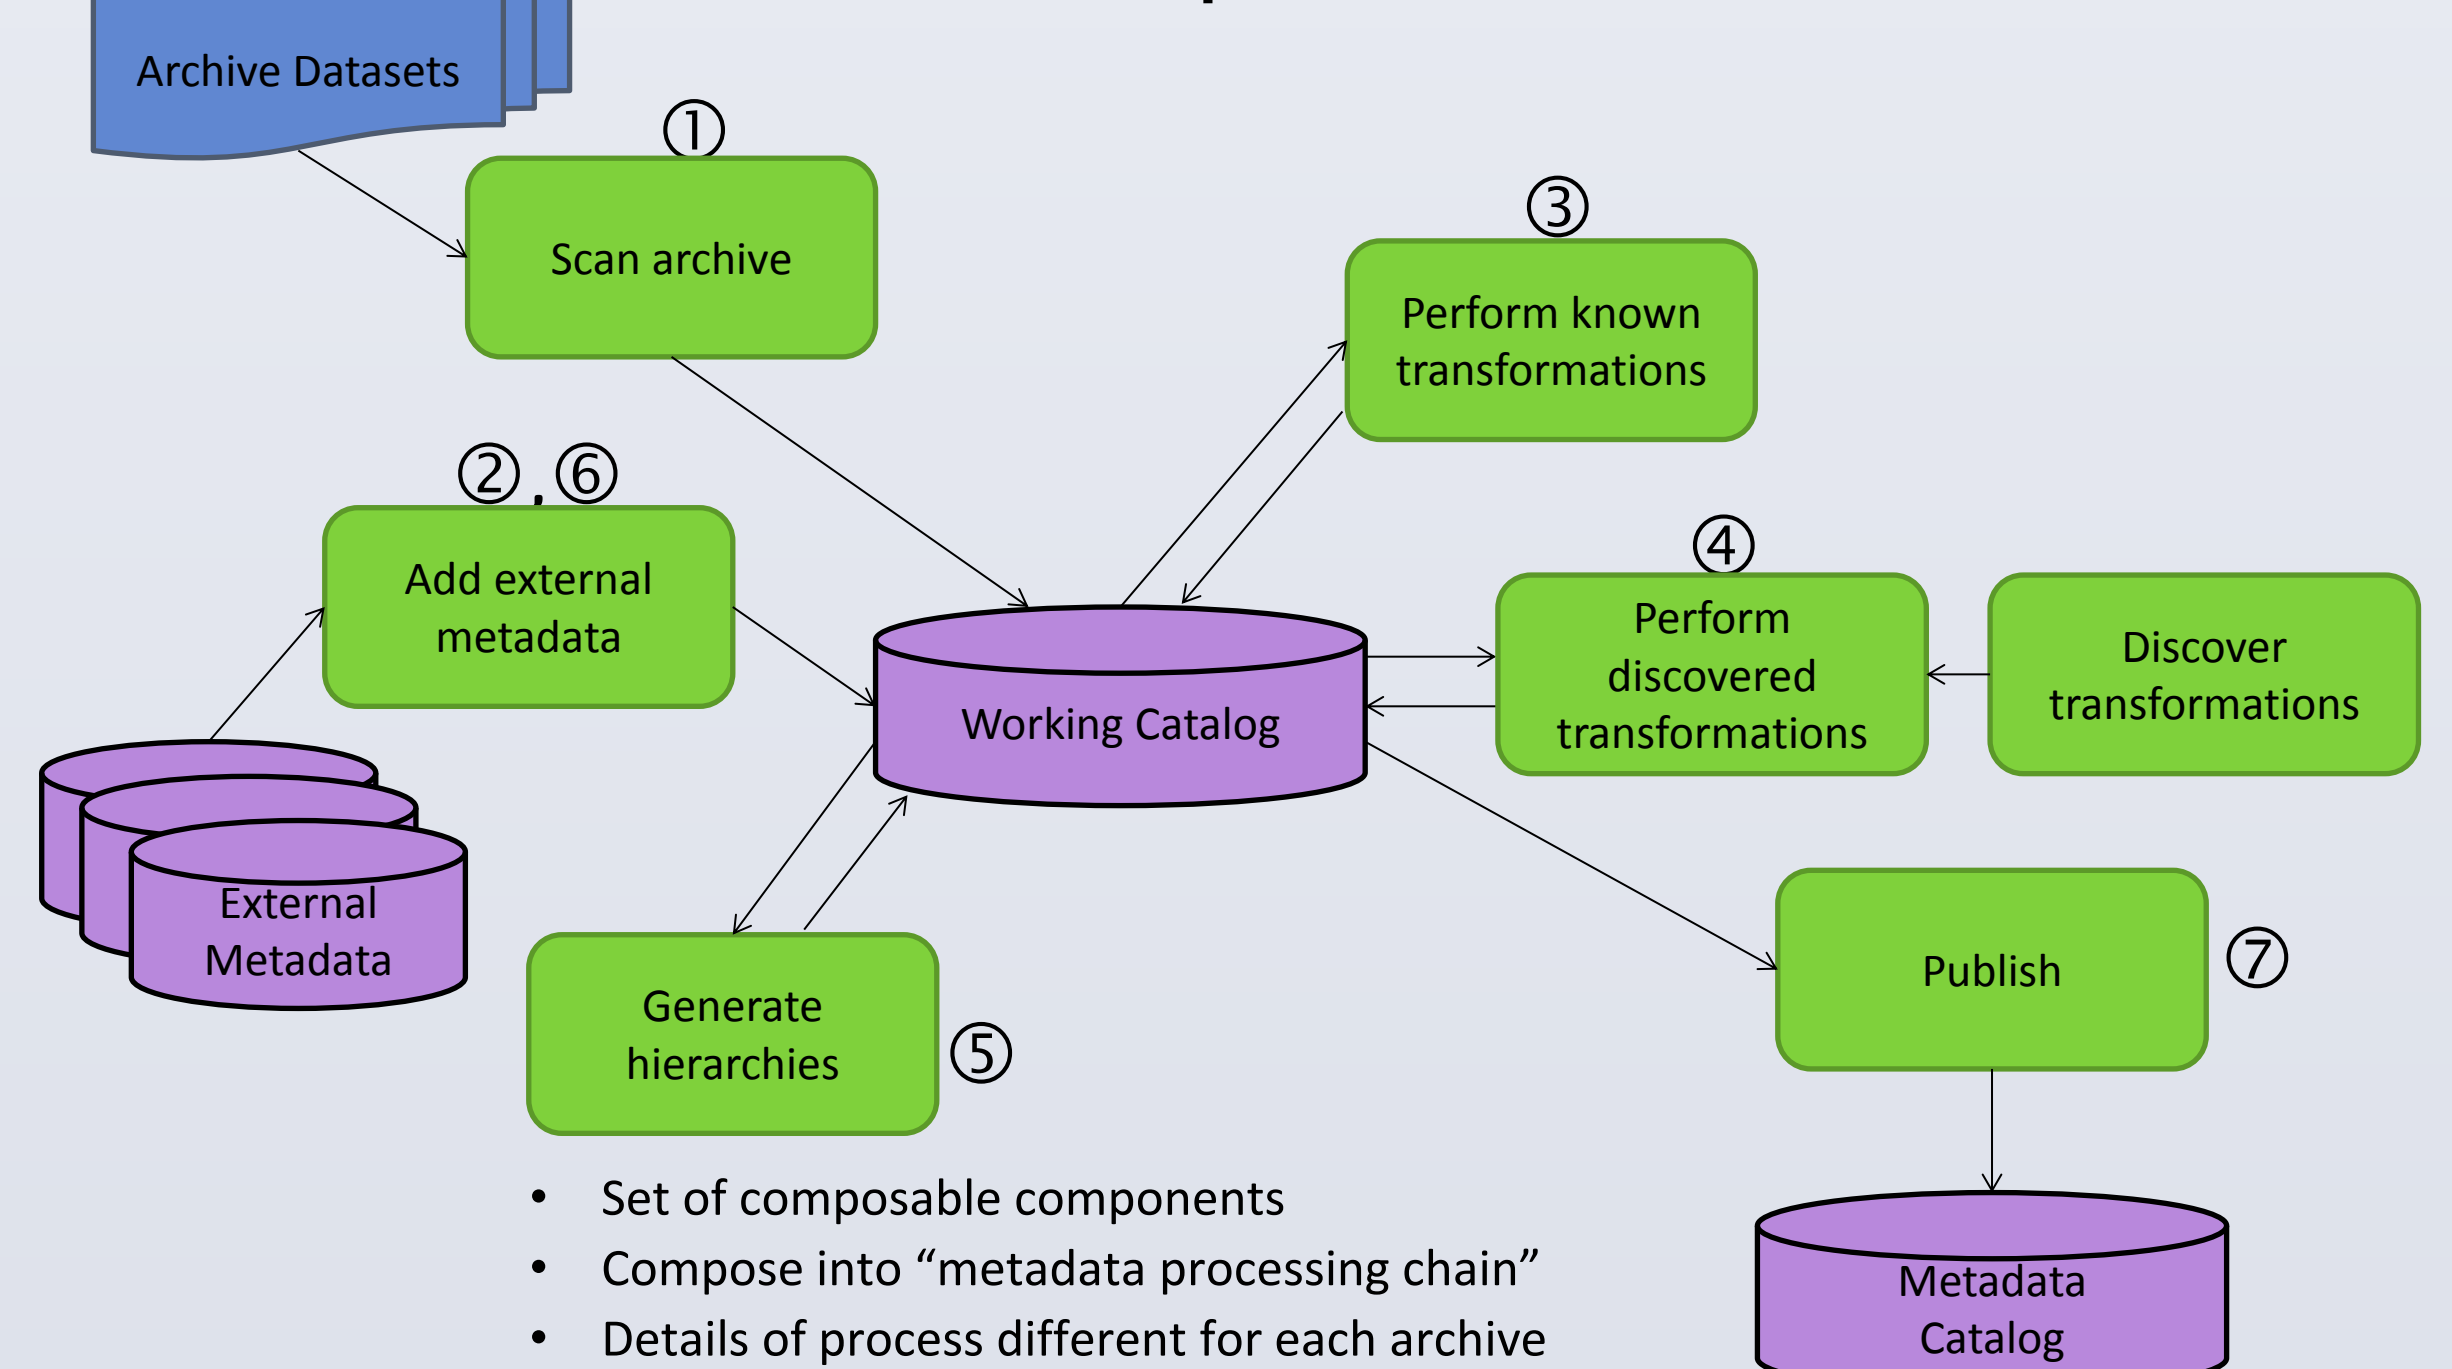 Archive Datasets
①
Scan archive
③
Perform known
transformations
②,⑥
Add external
metadata
④
Perform
discovered
transformations
Discover
transformations
Working Catalog
External
Metadata
Generate
hierarchies
⑤
Publish
⑦
• Set of composable components
• Compose into “metadata processing chain”
• Details of process different for each archive
Metadata
Catalog